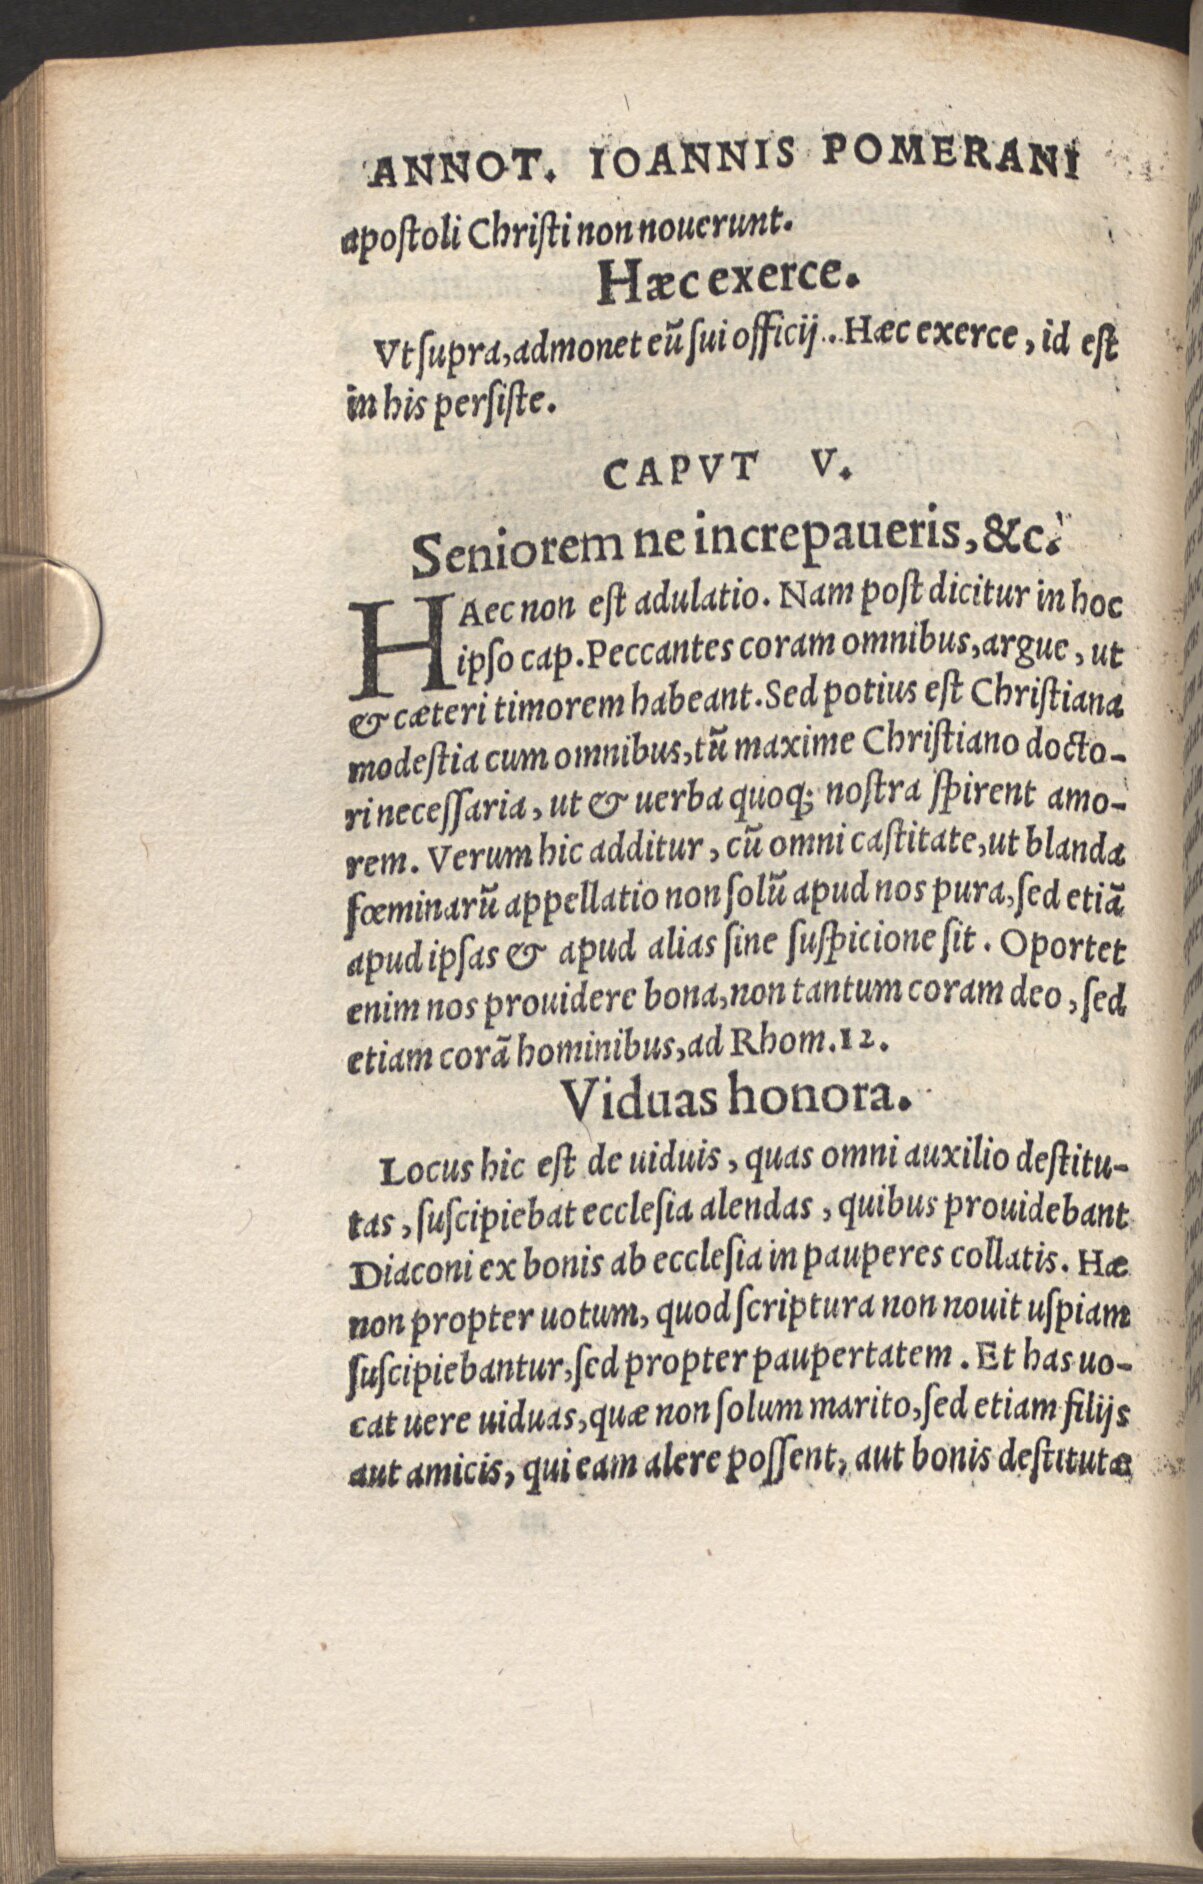 ANNOT. IOANNIS POMERANI
apoſtoli Chriſti non nouerunt.
Hæc exerce.
Vt ſupra, admonet eũ ſui officij. Hæc exerce, id eſt
in his perſiſte.
CAPVT V.
Seniorem ne increpaueris, &c.
HAec non eſt adulatio. Nam poſt dicitur in hoc
ipſo cap. Peccantes coram omnibus, argue, ut
& cæteri timorem habeant. Sed potius eſt Chriſtiana
modeſtia cum omnibus, tũ maxime Chriſtiano docto-
ri neceſſaria, ut & uerba quoq; noſtra ſpirent amo-
rem. Verum hic additur, cũ omni caſtitate, ut blanda
fœminarũ appellatio non ſolũ apud nos pura, ſed etiã
apud ipſas & apud alias ſine ſuſpicione ſit. Oportet
enim nos prouidere bona, non tantum coram deo, ſed
etiam corã hominibus, ad Rhom. 12.
Viduas honora.
Locus hic eſt de uiduis, quas omni auxilio deſtitu-
tas, ſuſcipiebat eccleſia alendas, quibus prouidebant
Diaconi ex bonis ab eccleſia in pauperes collatis. Hæ
non propter uotum, quod ſcriptura non nouit uſpiam
ſuſcipiebantur, ſed propter paupertatem. Et has uo-
cat uere uiduas, quæ non ſolum marito, ſed etiam filijs
aut amicis, qui eam alere poſſent, aut bonis deſtitutæ